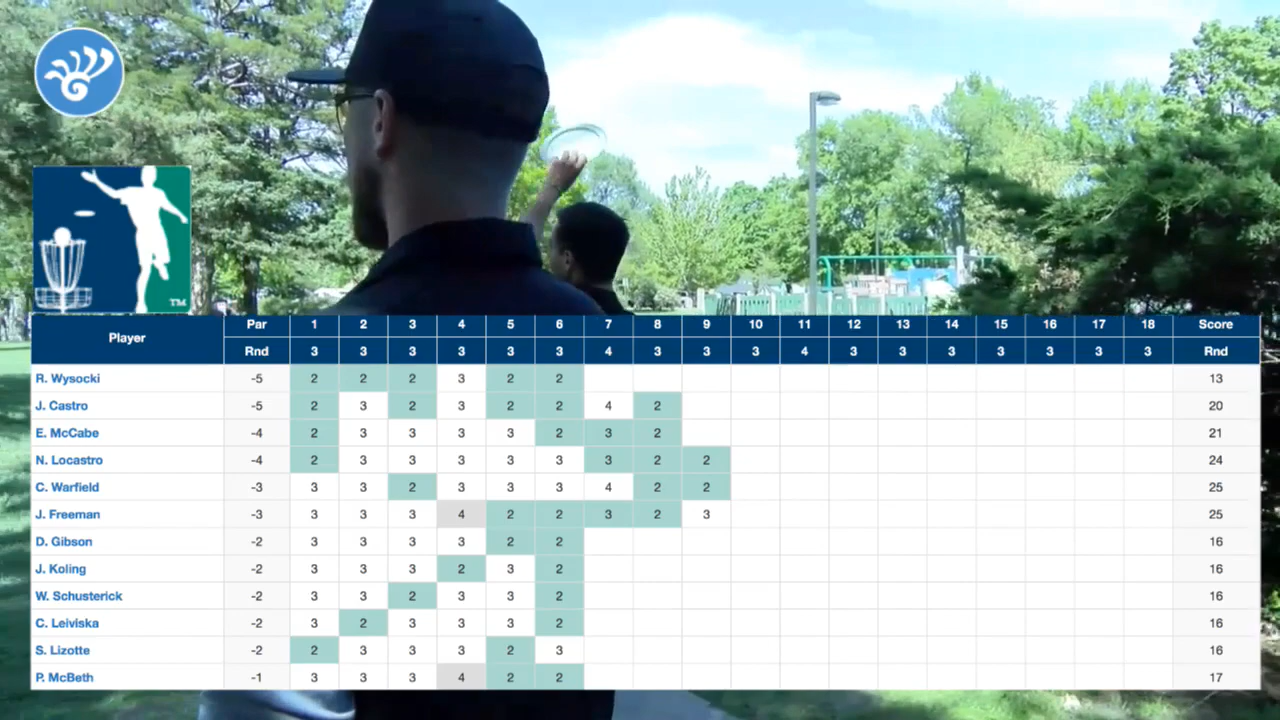 TM
Player Par 1 2 3 4 5 6 7 8 9 10 11 12 13 14 15 16 17 18 Score
Rnd 3 3 3 3 3 3 4 3 3 3 4 3 3 3 3 3 3 3 Rnd
R. Wysocki -5 2 2 2 3 2 2 13
J. Castro -5 2 3 2 3 2 2 4 2 20
E. McCabe -4 2 3 3 3 3 2 3 2 21
N. Locastro -4 2 3 3 3 3 3 3 2 2 24
C. Warfield -3 3 3 2 3 3 3 4 2 2 25
J. Freeman -3 3 3 3 4 2 2 3 2 3 25
D. Gibson -2 3 3 3 3 2 2 16
J. Koling -2 3 3 3 2 3 2 16
W. Schusterick -2 3 3 2 3 3 2 16
C. Leiviska -2 3 2 3 3 3 2 16
S. Lizotte -2 2 3 3 3 2 3 16
P. McBeth -1 3 3 3 4 2 2 17